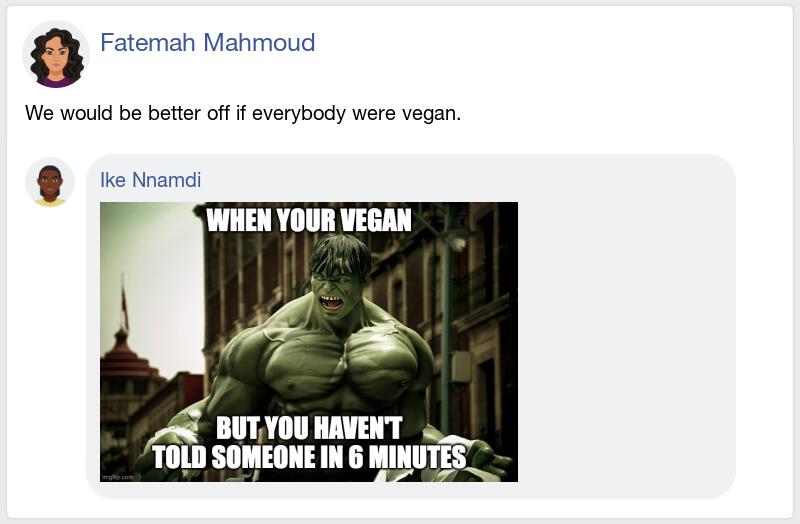 Fatemah Mahmoud
We would be better off if everybody were vegan.
Ike Nnamdi
WHEN YOUR VEGAN
BUT YOU HAVEN'T
TOLD SOMEONE IN 6 MINUTES
imgflip.com